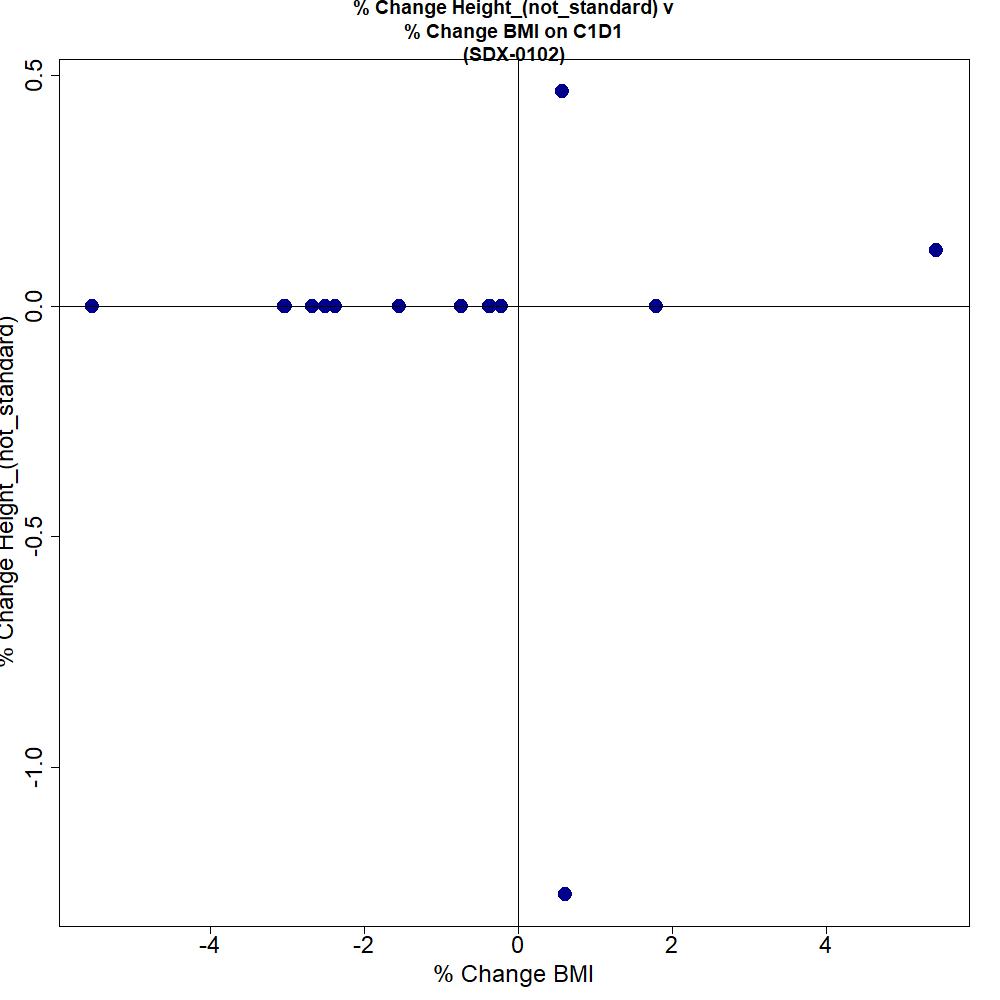 % Change Height_(not_standard) v
% Change BMI on C1D1
(SDX-0102)
0.5
0.0
-0.5
-1.0
% Change Height_(not_standard)
-4
-2
0
2
4
% Change BMI